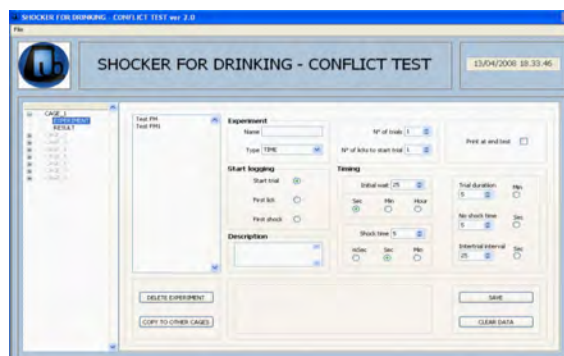 SHOCKER FOR DRINKING - CONFLICT TEST ver 2.0
File
SHOCKER FOR DRINKING - CONFLICT TEST
13/04/2008 18.33.46
CAGE_1
EXPERIMENT
RESULT
Test FM
Test FM1
Experiment
Name
Type TIME
N° of trials 1
N° of licks to start trial 1
Print at end test
Start logging
Start trial
First lick
First shock
Description
Timing
Initial wait 25
Sec Min Hour
Shock time 5
mSec Sec Min
Trial duration
5
Min
No shock time
5
Sec
Intertrial interval
25
Sec
DELETE EXPERIMENT
COPY TO OTHER CAGES
SAVE
CLEAR DATA